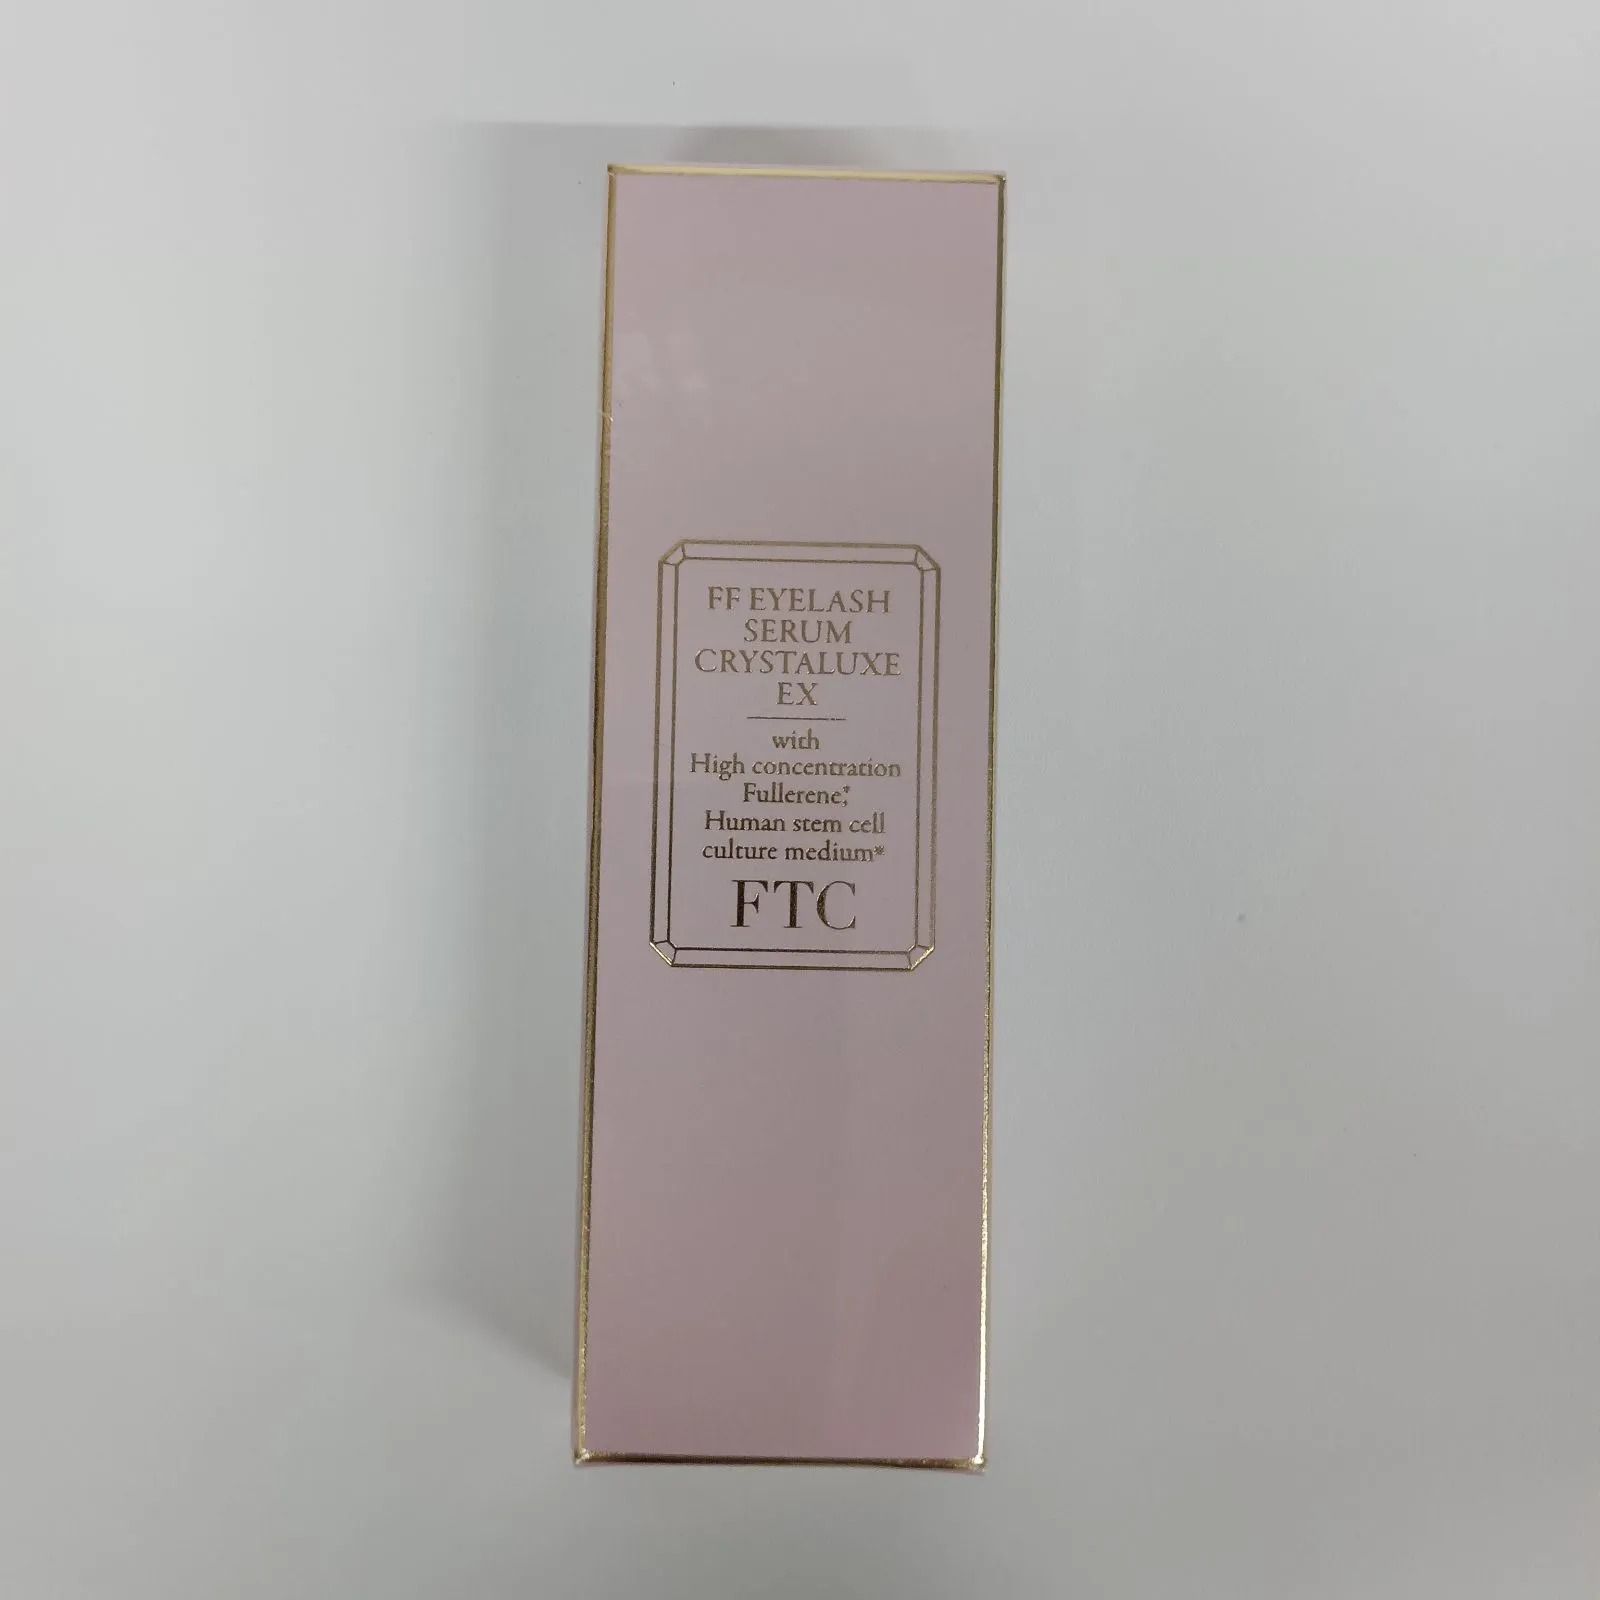 FF EYELASH
SERUM
CRYSTALUXE
EX
with
High concentration
Fullerene,*
Human stem cell
culture medium*
FTC